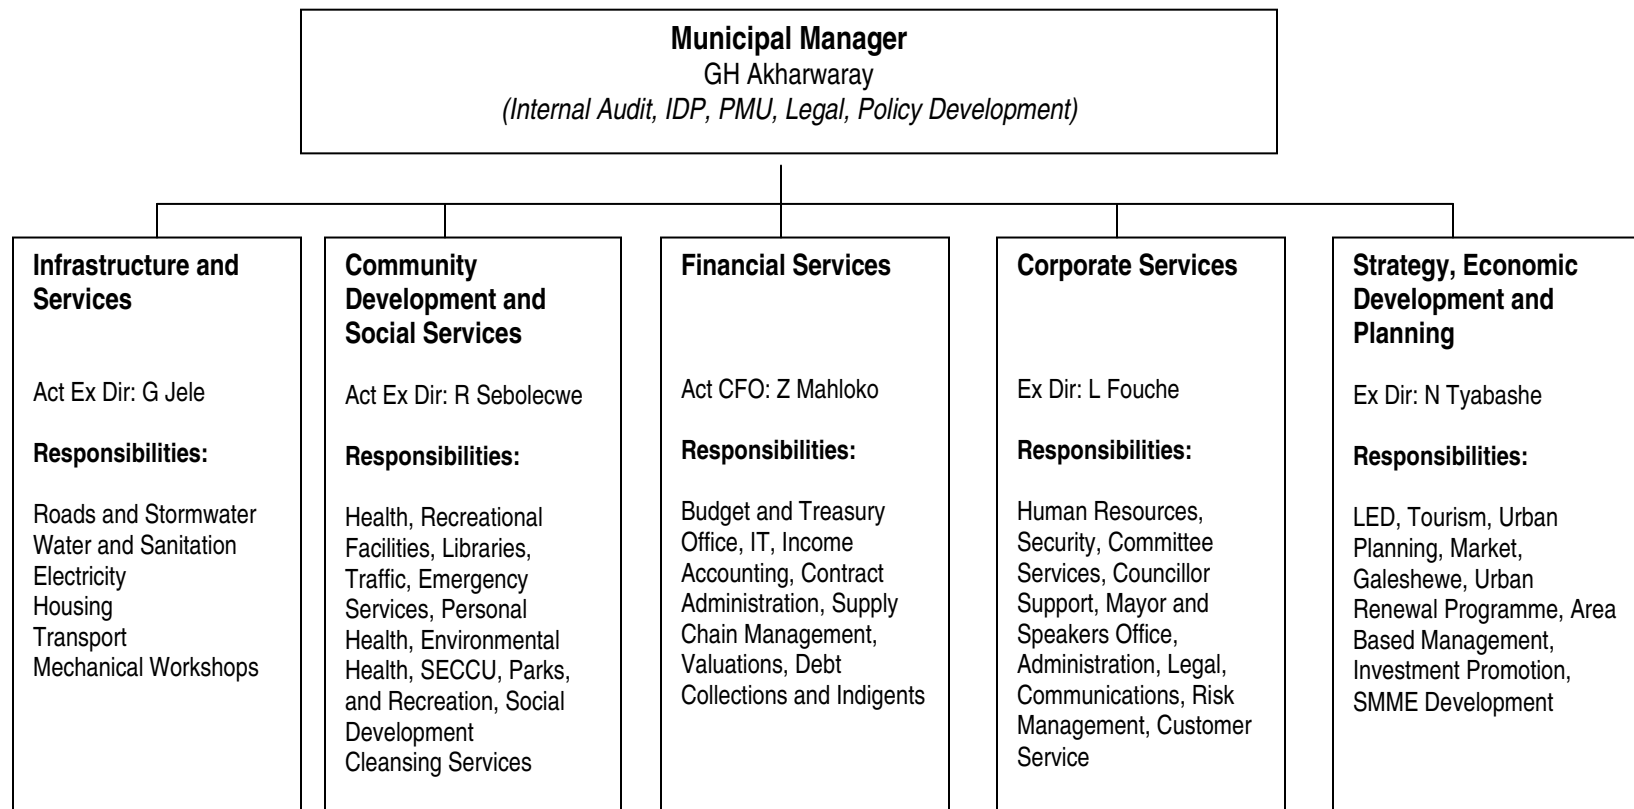 Municipal Manager
GH Akharwaray
(Internal Audit, IDP, PMU, Legal, Policy Development)
Infrastructure and
Services
Act Ex Dir: G Jele
Responsibilities:
Roads and Stormwater
Water and Sanitation
Electricity
Housing
Transport
Mechanical Workshops
Community
Development and
Social Services
Act Ex Dir: R Sebolecwe
Responsibilities:
Health, Recreational
Facilities, Libraries,
Traffic, Emergency
Services, Personal
Health, Environmental
Health, SECCU, Parks,
and Recreation, Social
Development
Cleansing Services
Financial Services
Act CFO: Z Mahloko
Responsibilities:
Budget and Treasury
Office, IT, Income
Accounting, Contract
Administration, Supply
Chain Management,
Valuations, Debt
Collections and Indigents
Corporate Services
Ex Dir: L Fouche
Responsibilities:
Human Resources,
Security, Committee
Services, Councillor
Support, Mayor and
Speakers Office,
Administration, Legal,
Communications, Risk
Management, Customer
Service
Strategy, Economic
Development and
Planning
Ex Dir: N Tyabashe
Responsibilities:
LED, Tourism, Urban
Planning, Market,
Galeshewe, Urban
Renewal Programme, Area
Based Management,
Investment Promotion,
SMME Development